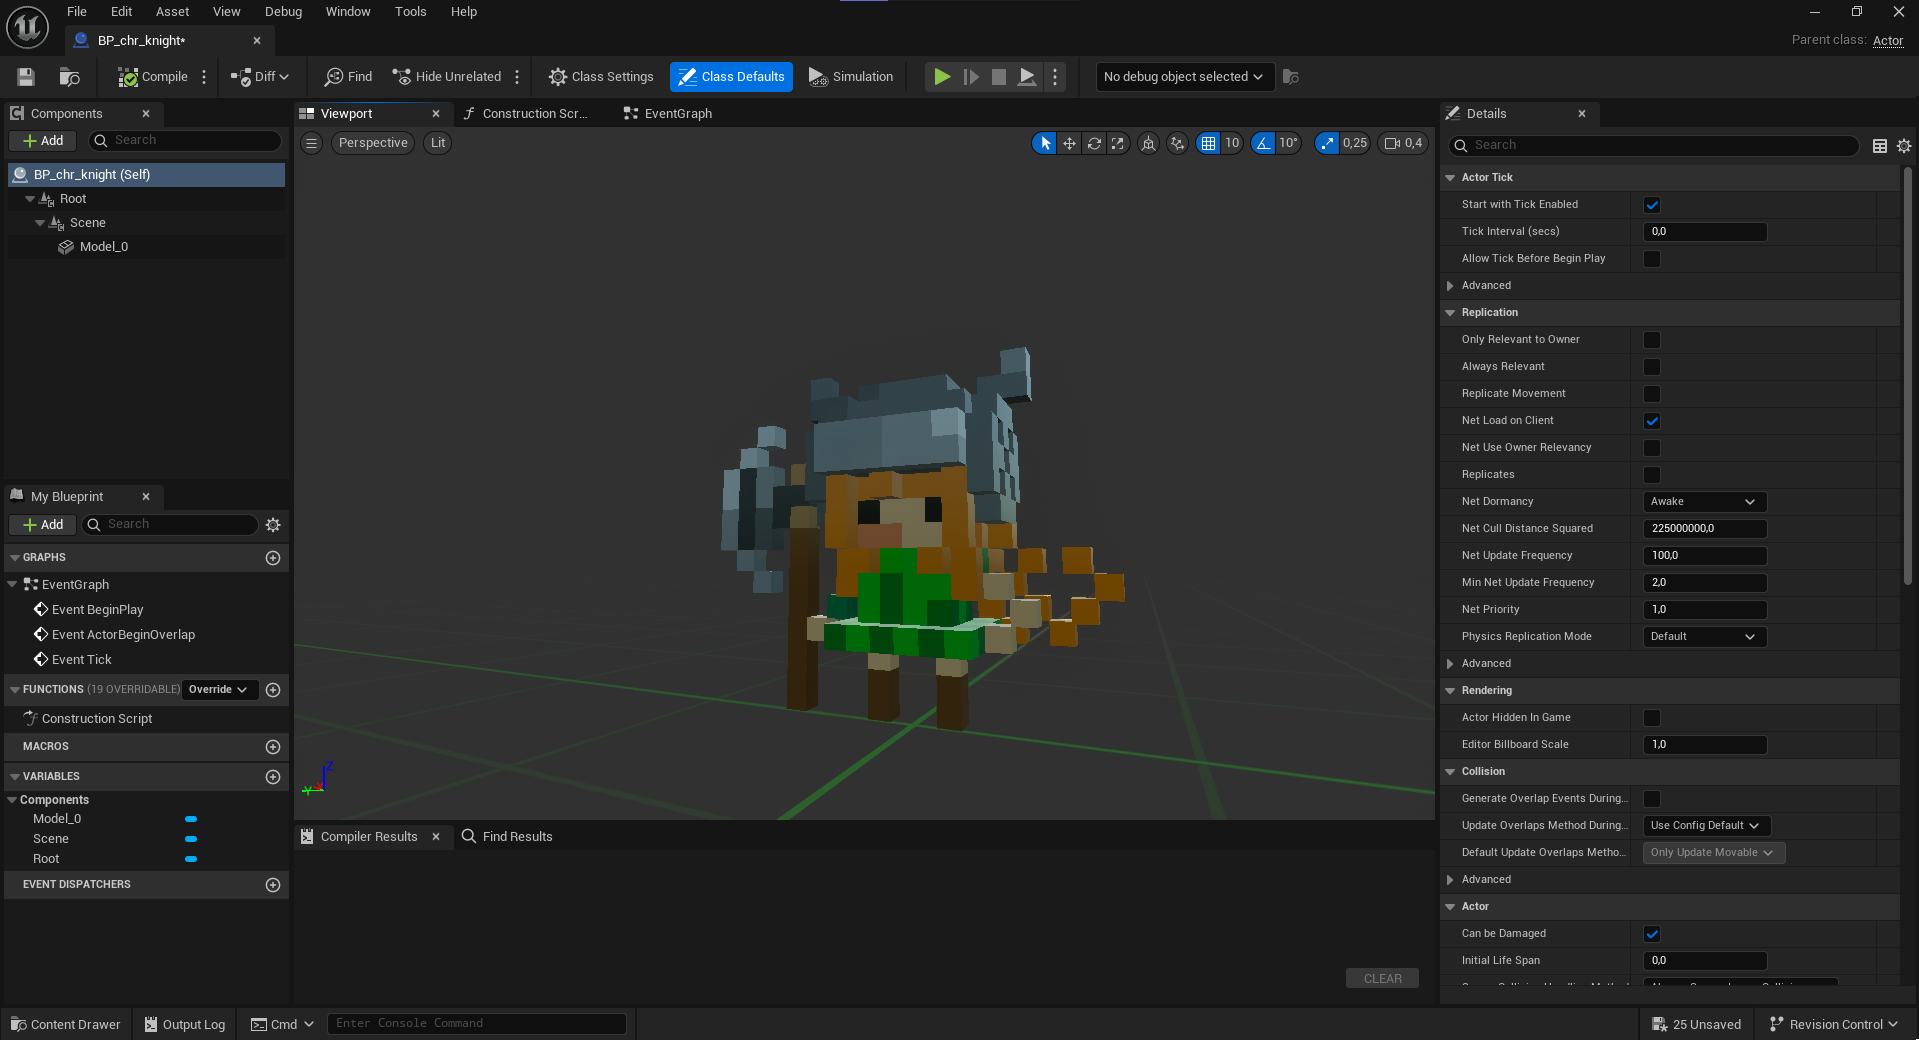 File Edit Asset View Debug Window Tools Help
BP_chr_knight*
Parent class: Actor
Compile Diff Find Hide Unrelated Class Settings Class Defaults Simulation No debug object selected
Components
Add Search
BP_chr_knight (Self)
Root
Scene
Model_0
My Blueprint
Add Search
GRAPHS
EventGraph
Event BeginPlay
Event ActorBeginOverlap
Event Tick
FUNCTIONS (19 OVERRIDABLE) Override
Construction Script
MACROS
VARIABLES
Components
Model_0
Scene
Root
EVENT DISPATCHERS
Viewport Construction Scr... EventGraph
Perspective Lit 10 10° 0,25 0,4
Z
Y
Compiler Results Find Results
CLEAR
Details
Search
Actor Tick
Start with Tick Enabled
Tick Interval (secs) 0,0
Allow Tick Before Begin Play
Advanced
Replication
Only Relevant to Owner
Always Relevant
Replicate Movement
Net Load on Client
Net Use Owner Relevancy
Replicates
Net Dormancy Awake
Net Cull Distance Squared 225000000,0
Net Update Frequency 100,0
Min Net Update Frequency 2,0
Net Priority 1,0
Physics Replication Mode Default
Advanced
Rendering
Actor Hidden In Game
Editor Billboard Scale 1,0
Collision
Generate Overlap Events During...
Update Overlaps Method During... Use Config Default
Default Update Overlaps Metho... Only Update Movable
Advanced
Actor
Can be Damaged
Initial Life Span 0,0
Content Drawer Output Log Cmd Enter Console Command 25 Unsaved Revision Control